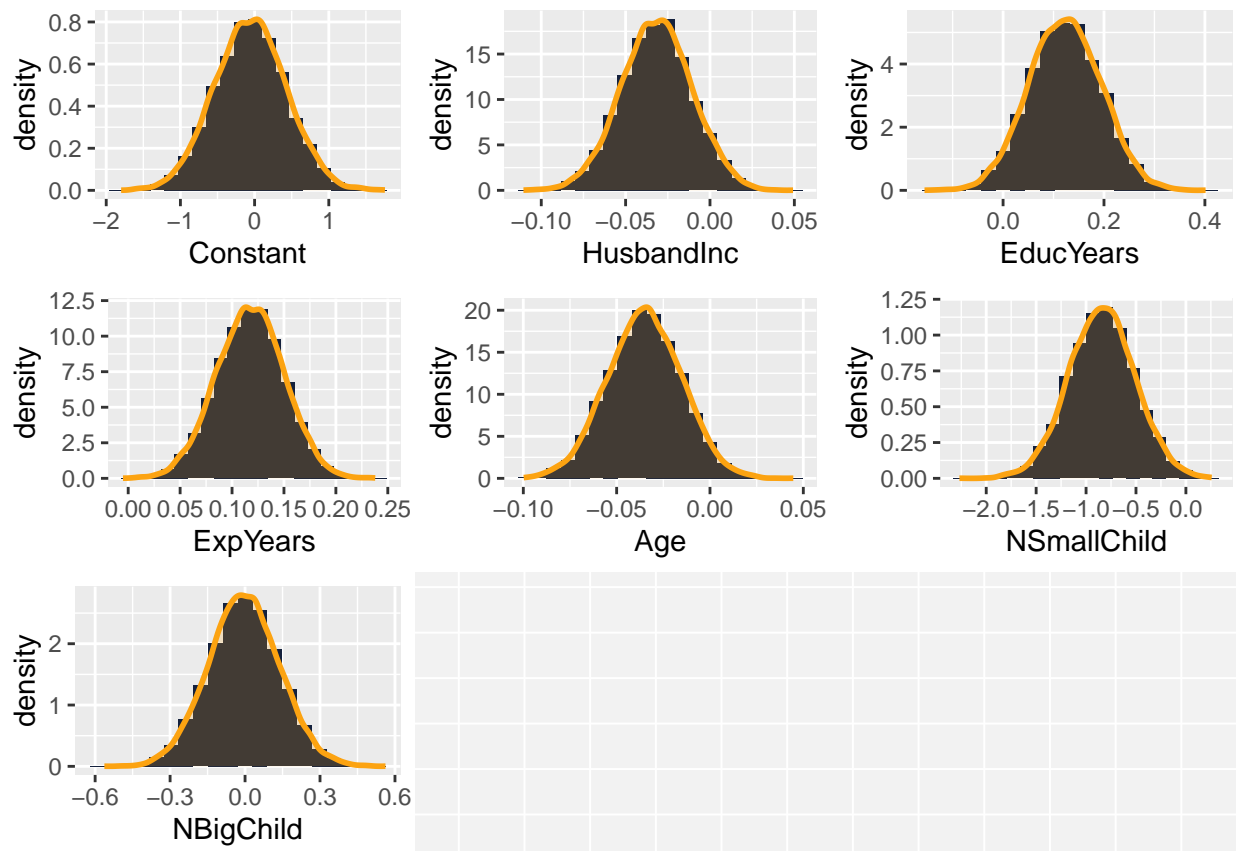 density
0.8
0.6
0.4
0.2
0.0
−2 −1 0 1
Constant
density
15
10
5
0
−0.10 −0.05 0.00 0.05
HusbandInc
density
4
2
0
0.0 0.2 0.4
EducYears
density
12.5
10.0
7.5
5.0
2.5
0.0
0.00 0.05 0.10 0.15 0.20 0.25
ExpYears
density
20
15
10
5
0
−0.10 −0.05 0.00 0.05
Age
density
1.25
1.00
0.75
0.50
0.25
0.00
−2.0 −1.5 −1.0 −0.5 0.0
NSmallChild
density
2
1
0
−0.6 −0.3 0.0 0.3 0.6
NBigChild